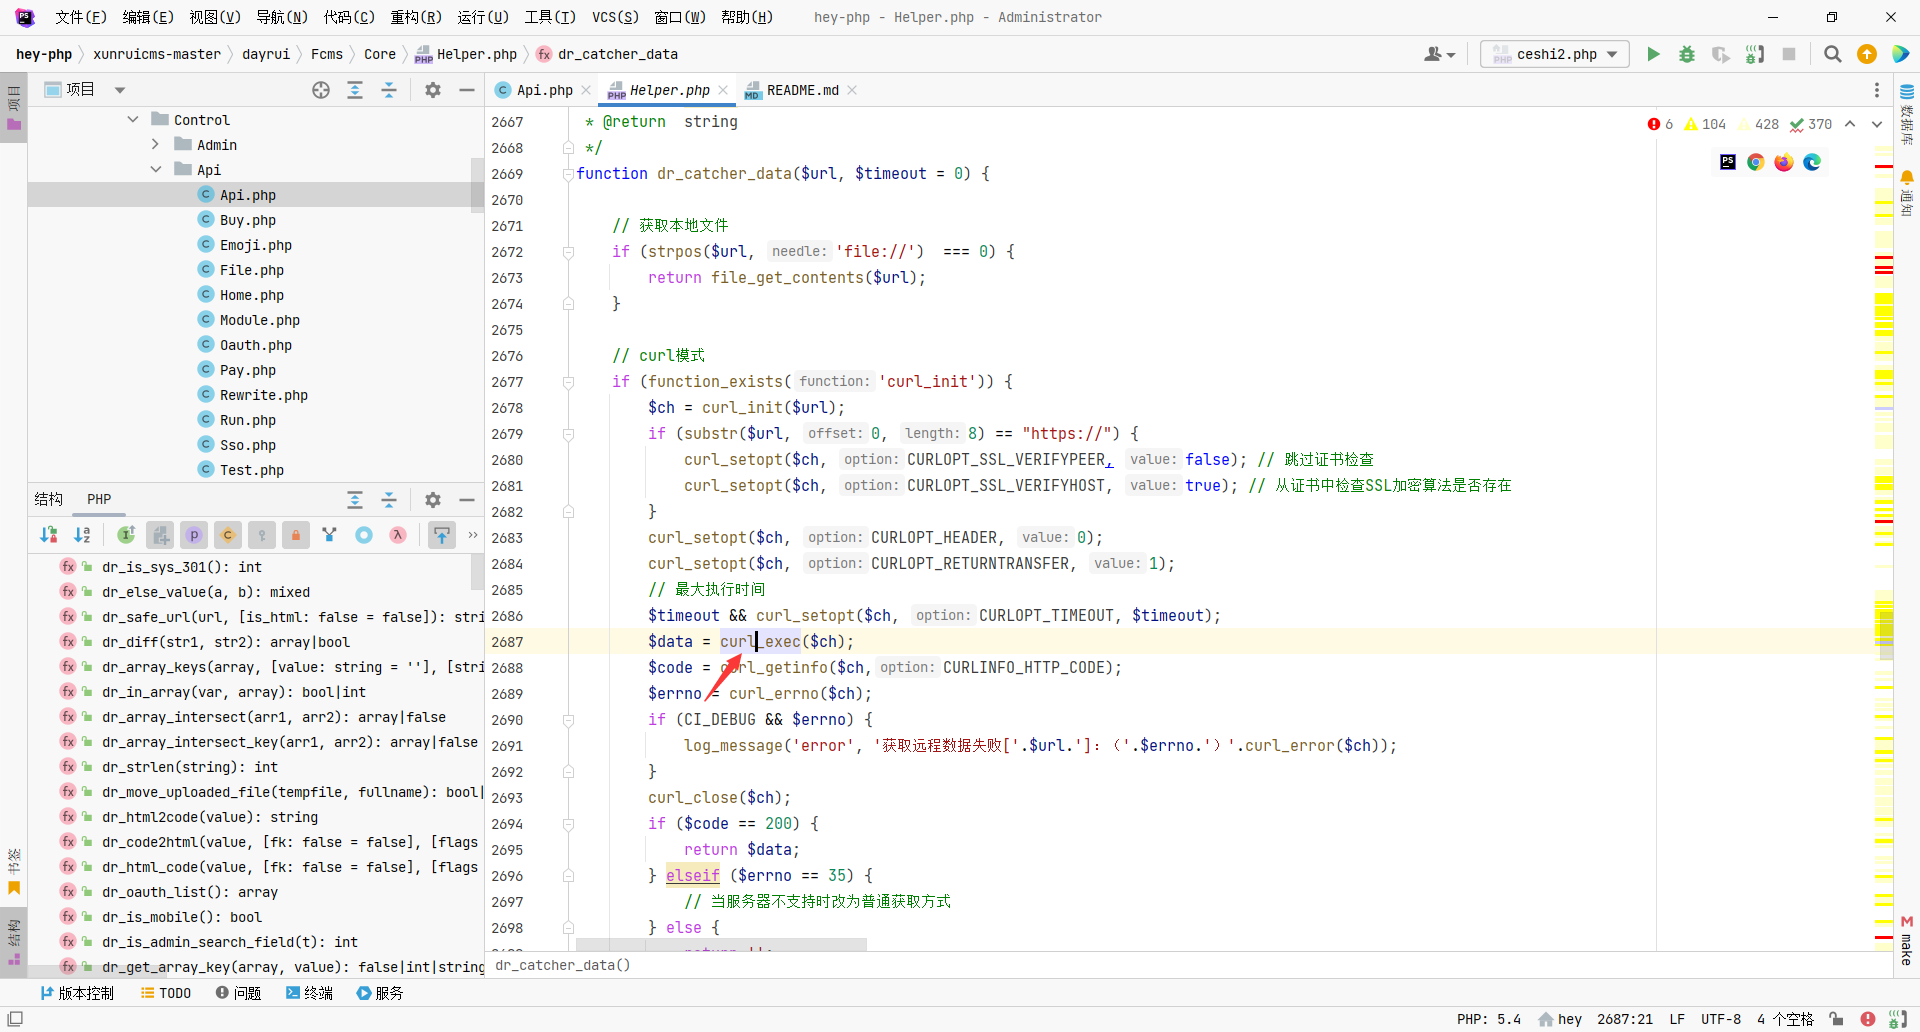 文件(F) 编辑(E) 视图(V) 导航(N) 代码(C) 重构(R) 运行(U) 工具(T) VCS(S) 窗口(W) 帮助(H) hey-php - Helper.php - Administrator
hey-php xunruicms-master dayrui Fcms Core Helper.php dr_catcher_data ceshi2.php
项目
项目
Api.php Helper.php README.md
Control
Admin
Api
Api.php
Buy.php
Emoji.php
File.php
Home.php
Module.php
Oauth.php
Pay.php
Rewrite.php
Run.php
Sso.php
Test.php
结构 PHP
dr_is_sys_301(): int
dr_else_value(a, b): mixed
dr_safe_url(url, [is_html: false = false]): stri
dr_diff(str1, str2): array|bool
dr_array_keys(array, [value: string = ''], [stri
dr_in_array(var, array): bool|int
dr_array_intersect(arr1, arr2): array|false
dr_array_intersect_key(arr1, arr2): array|false
dr_strlen(string): int
dr_move_uploaded_file(tempfile, fullname): bool|
dr_html2code(value): string
dr_code2html(value, [fk: false = false], [flags
dr_html_code(value, [fk: false = false], [flags
dr_oauth_list(): array
dr_is_mobile(): bool
dr_is_admin_search_field(t): int
dr_get_array_key(array, value): false|int|string
书签
结构
6 104 428 370
2667 * @return string
2668 */
2669 function dr_catcher_data($url, $timeout = 0) {
2670
2671 // 获取本地文件
2672 if (strpos($url, needle: 'file://') === 0) {
2673 return file_get_contents($url);
2674 }
2675
2676 // curl模式
2677 if (function_exists( function: 'curl_init')) {
2678 $ch = curl_init($url);
2679 if (substr($url, offset: 0, length: 8) == "https://") {
2680 curl_setopt($ch, option: CURLOPT_SSL_VERIFYPEER, value: false); // 跳过证书检查
2681 curl_setopt($ch, option: CURLOPT_SSL_VERIFYHOST, value: true); // 从证书中检查SSL加密算法是否存在
2682 }
2683 curl_setopt($ch, option: CURLOPT_HEADER, value: 0);
2684 curl_setopt($ch, option: CURLOPT_RETURNTRANSFER, value: 1);
2685 // 最大执行时间
2686 $timeout && curl_setopt($ch, option: CURLOPT_TIMEOUT, $timeout);
2687 $data = curl_exec($ch);
2688 $code = curl_getinfo($ch, option: CURLINFO_HTTP_CODE);
2689 $errno = curl_errno($ch);
2690 if (CI_DEBUG && $errno) {
2691 log_message('error', '获取远程数据失败['.$url.']：（'.$errno.'）'.curl_error($ch));
2692 }
2693 curl_close($ch);
2694 if ($code == 200) {
2695 return $data;
2696 } elseif ($errno == 35) {
2697 // 当服务器不支持时改为普通获取方式
2698 } else {
dr_catcher_data()
数据库
通知
make
版本控制 TODO 问题 终端 服务
PHP: 5.4 hey 2687:21 LF UTF-8 4 个空格